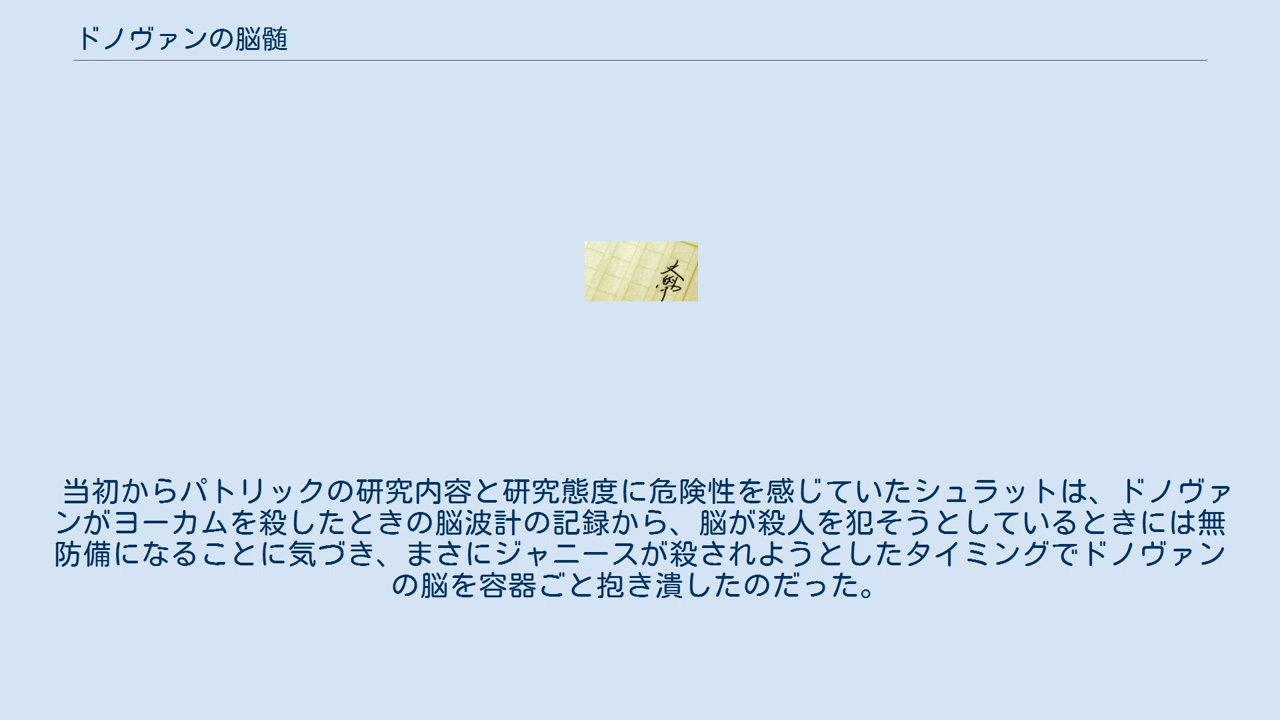 ドノヴァンの脳髄
当初からパトリックの研究内容と研究態度に危険性を感じていたシュラットは、ドノヴァ
ンがヨーカムを殺したときの脳波計の記録から、脳が殺人を犯そうとしているときには無
防備になることに気づき、まさにジャニースが殺されようとしたタイミングでドノヴァン
の脳を容器ごと抱き潰したのだった。